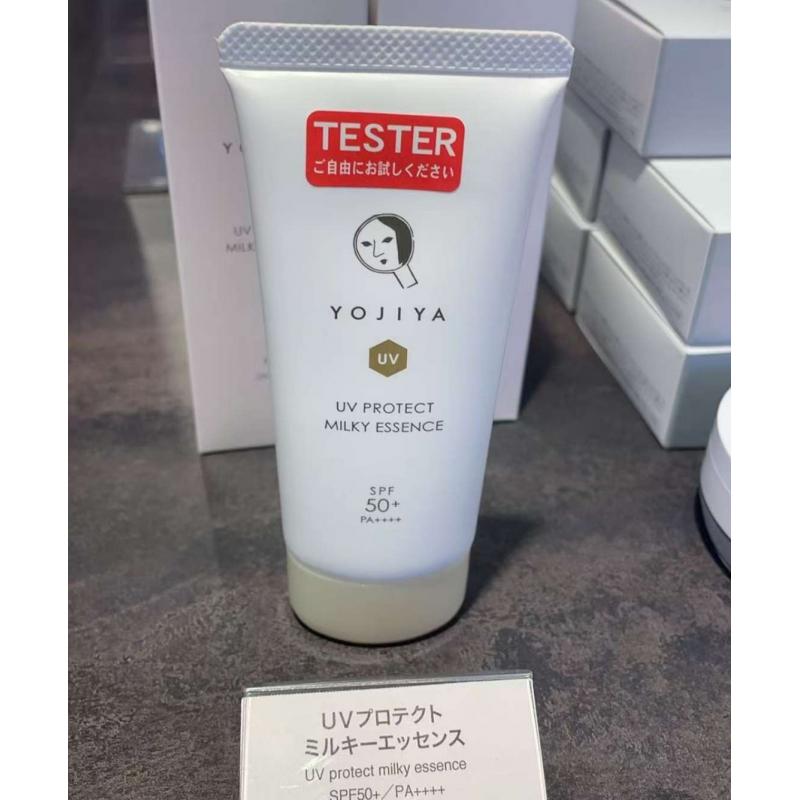 TESTER
ご自由にお試しください
YOJIYA
UV
UV PROTECT
MILKY ESSENCE
SPF
50+
PA++++
UVプロテクト
ミルキーエッセンス
UV protect milky essence
SPF50+/PA++++